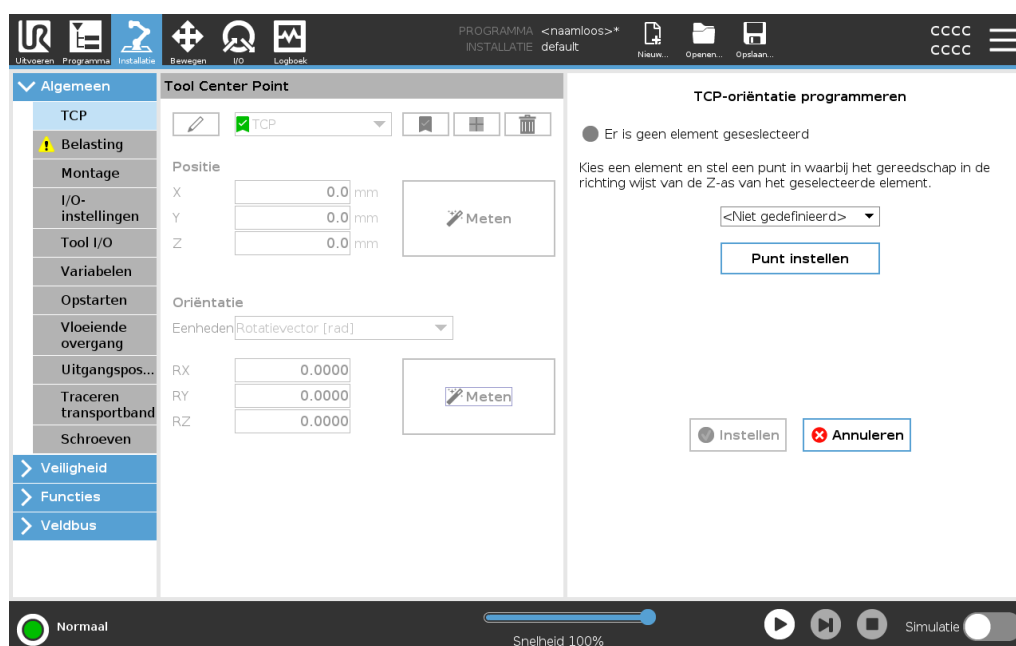 PROGRAMMA <naamloos>*
INSTALLATIE default
CCCC
CCCC
Uitvoeren Programma Installatie Bewegen I/O Logboek Nieuw... Openen... Opslaan...
Algemeen
TCP
Belasting
Montage
I/O-
instellingen
Tool I/O
Variabelen
Opstarten
Vloeiende
overgang
Uitgangspos...
Traceren
transportband
Schroeven
Veiligheid
Functies
Veldbus
Tool Center Point
TCP
Positie
X 0.0 mm
Y 0.0 mm
Z 0.0 mm
Meten
Oriëntatie
Eenheden Rotatievector [rad]
RX 0.0000
RY 0.0000
RZ 0.0000
Meten
TCP-oriëntatie programmeren
Er is geen element geseslecteerd
Kies een element en stel een punt in waarbij het gereedschap in de
richting wijst van de Z-as van het geselecteerde element.
<Niet gedefinieerd>
Punt instellen
Instellen Annuleren
Normaal
Snelheid 100%
Simulatie